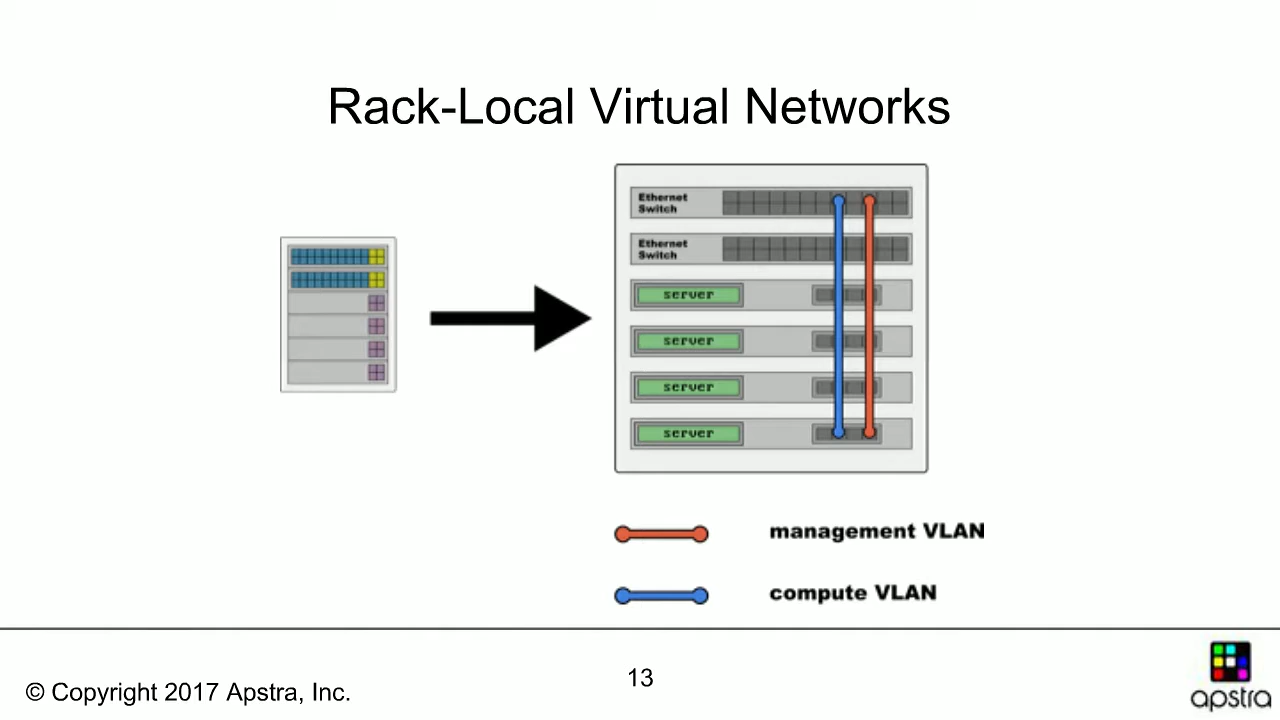 Rack-Local Virtual Networks
Ethernet
Switch
Ethernet
Switch
server
server
server
server
management VLAN
compute VLAN
© Copyright 2017 Apstra, Inc.
13
apstra